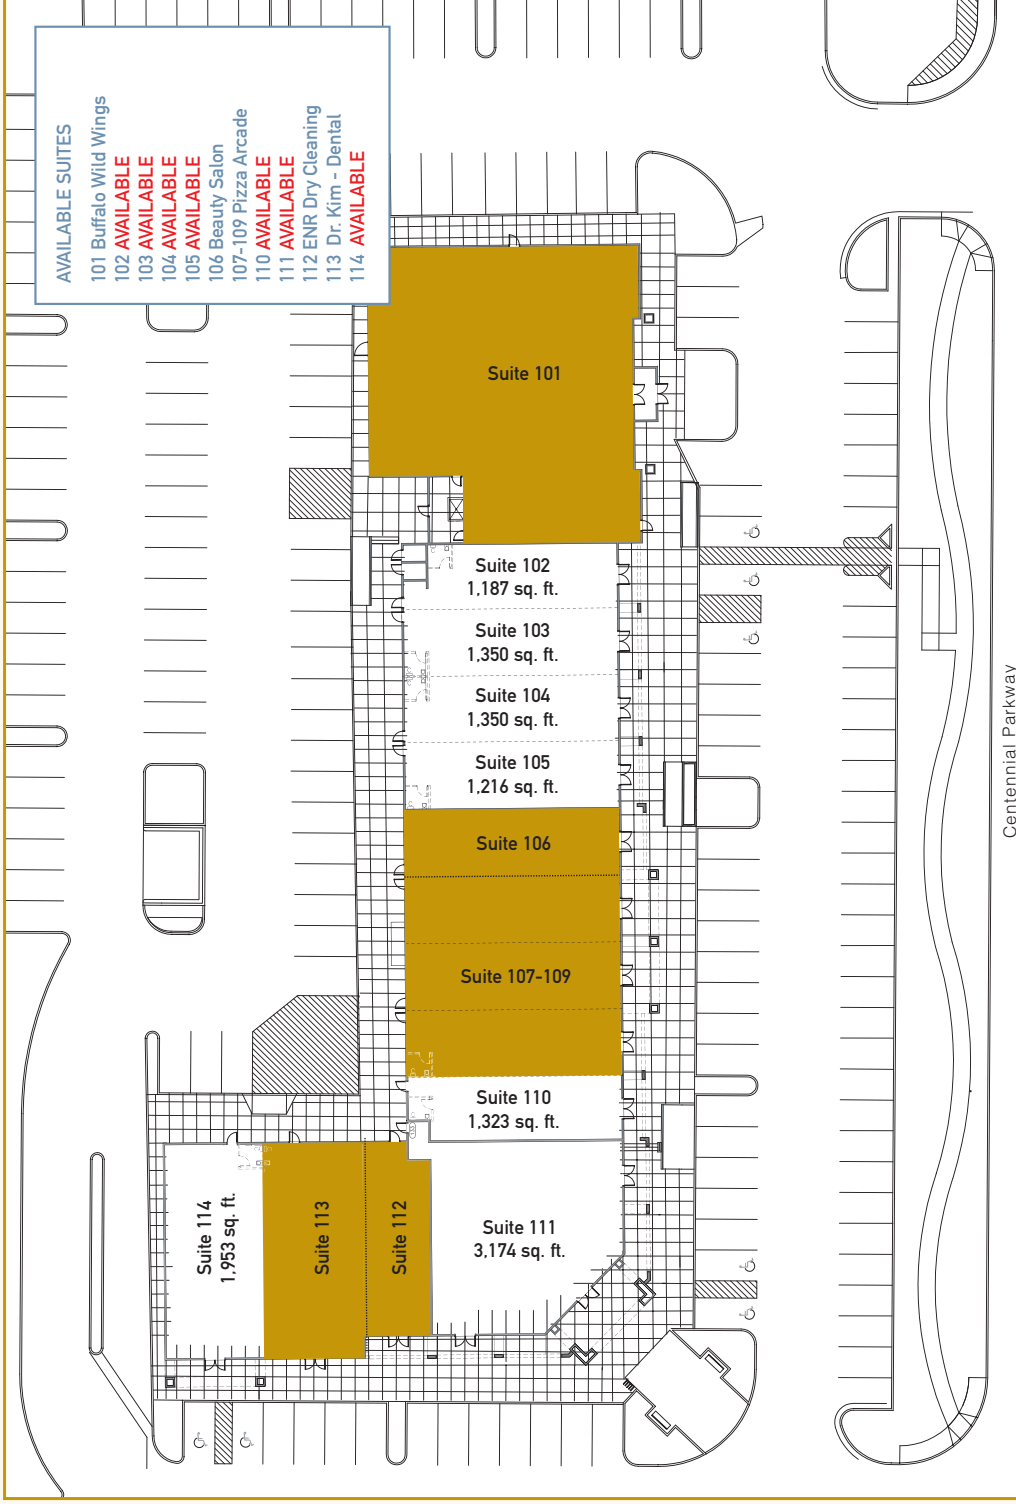 AVAILABLE SUITES
101 Buffalo Wild Wings
102 AVAILABLE
103 AVAILABLE
104 AVAILABLE
105 AVAILABLE
106 Beauty Salon
107-109 Pizza Arcade
110 AVAILABLE
111 AVAILABLE
112 ENR Dry Cleaning
113 Dr. Kim - Dental
114 AVAILABLE
Suite 101
Suite 102
1,187 sq. ft.
Suite 103
1,350 sq. ft.
Suite 104
1,350 sq. ft.
Suite 105
1,216 sq. ft.
Suite 106
Suite 107-109
Suite 110
1,323 sq. ft.
Suite 111
3,174 sq. ft.
Suite 112
Suite 113
Suite 114
1,953 sq. ft.
Centennial Parkway